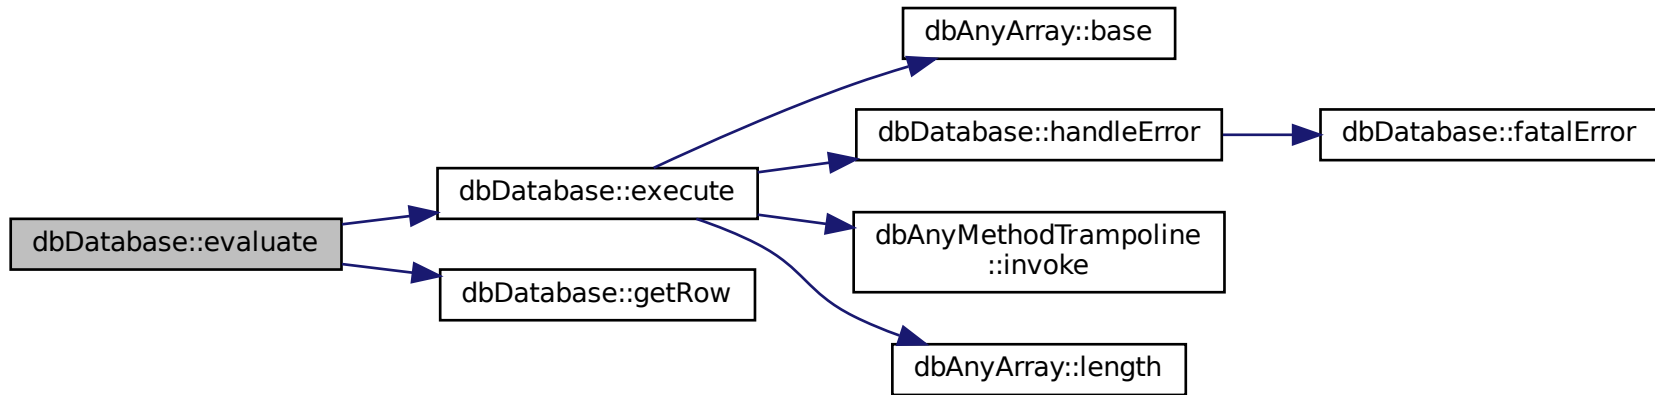 dbDatabase::evaluate
dbDatabase::execute
dbDatabase::getRow
dbAnyArray::base
dbDatabase::handleError
dbAnyMethodTrampoline
::invoke
dbAnyArray::length
dbDatabase::fatalError